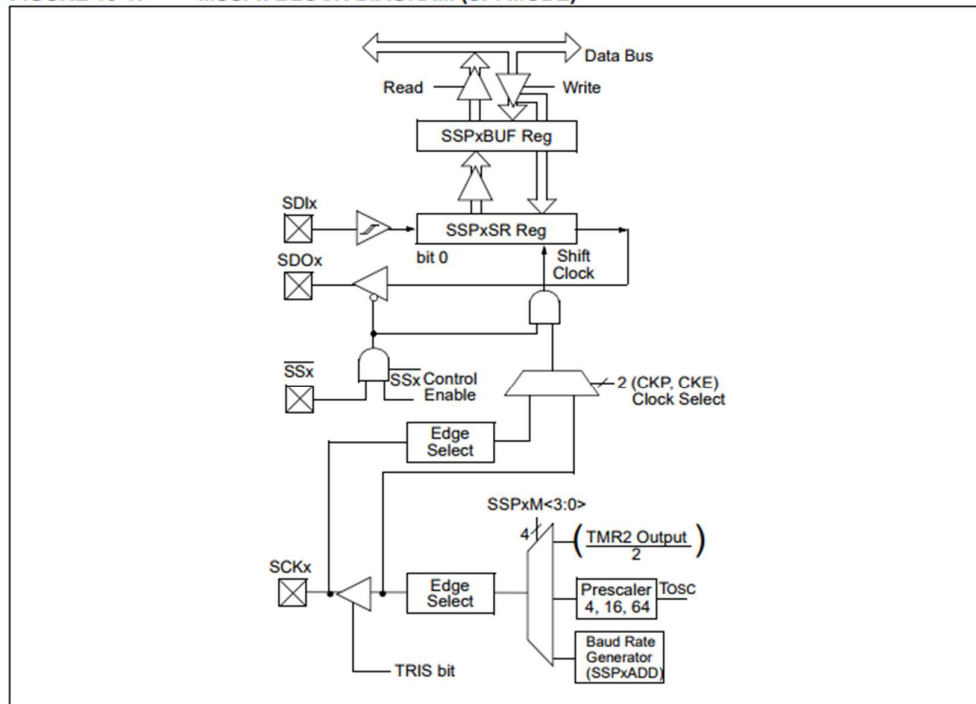 Data Bus
Read
Write
SSPxBUF Reg
SDIx
SSPxSR Reg
bit 0
Shift
Clock
SDOx
SSx
SSx Control
Enable
2 (CKP, CKE)
Clock Select
Edge
Select
SSPxM<3:0>
4
(TMR2 Output
2)
SCKx
Edge
Select
Prescaler
4, 16, 64
TOSC
Baud Rate
Generator
(SSPxADD)
TRIS bit